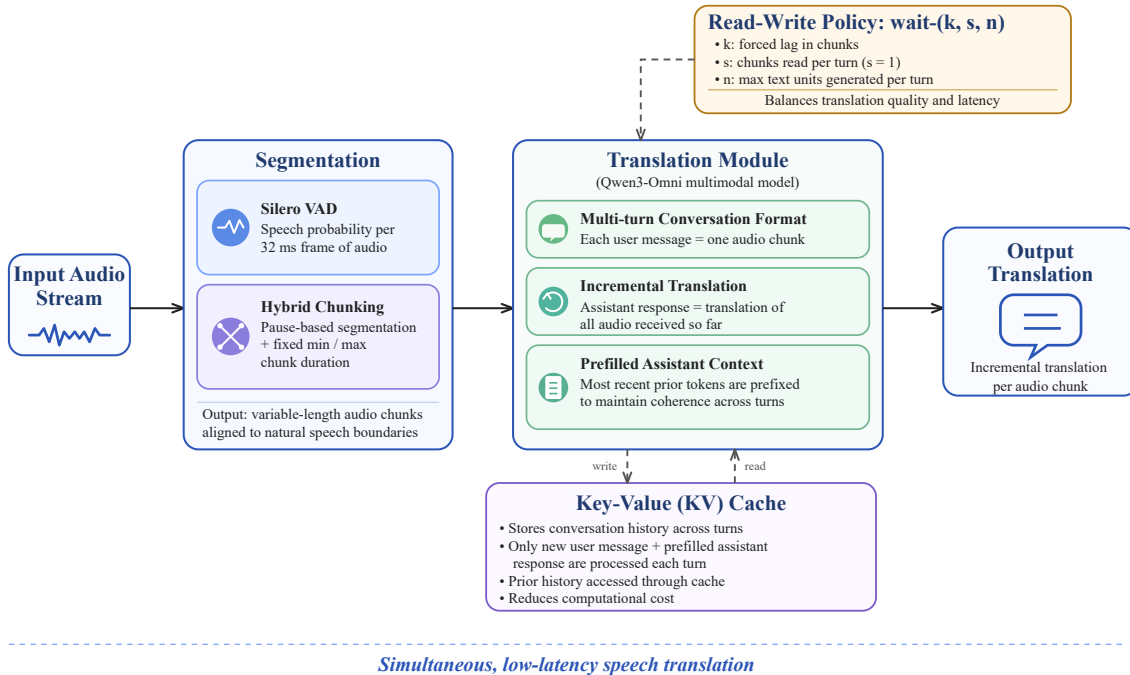 Read-Write Policy: wait-(k, s, n)
• k: forced lag in chunks
• s: chunks read per turn (s = 1)
• n: max text units generated per turn
Balances translation quality and latency
Input Audio
Stream
Segmentation
Silero VAD
Speech probability per
32 ms frame of audio
Hybrid Chunking
Pause-based segmentation
+ fixed min / max
chunk duration
Output: variable-length audio chunks
aligned to natural speech boundaries
Translation Module
(Qwen3-Omni multimodal model)
Multi-turn Conversation Format
Each user message = one audio chunk
Incremental Translation
Assistant response = translation of
all audio received so far
Prefilled Assistant Context
Most recent prior tokens are prefixed
to maintain coherence across turns
Output
Translation
Incremental translation
per audio chunk
write
read
Key-Value (KV) Cache
• Stores conversation history across turns
• Only new user message + prefilled assistant
response are processed each turn
• Prior history accessed through cache
• Reduces computational cost
Simultaneous, low-latency speech translation